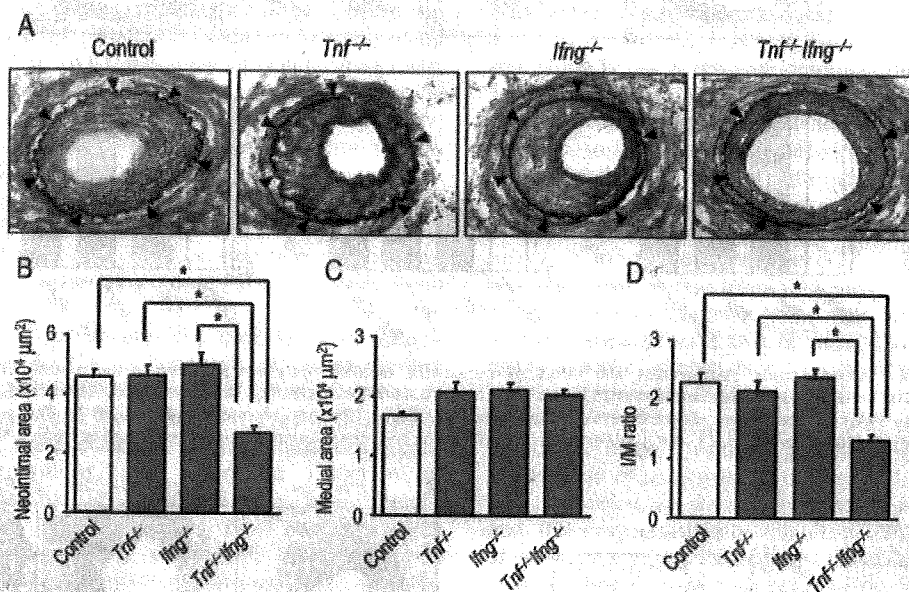 A
Control
Tnf⁻/⁻
Ifng⁻/⁻
Tnf⁻/⁻Ifng⁻/⁻
B
Neointimal area (x10⁴ μm²)
6
4
2
0
*
*
*
Control
Tnf⁻/⁻
Ifng⁻/⁻
Tnf⁻/⁻Ifng⁻/⁻
C
Medial area (x10⁴ μm²)
3
2
1
0
Control
Tnf⁻/⁻
Ifng⁻/⁻
Tnf⁻/⁻Ifng⁻/⁻
D
I/M ratio
3
2
1
0
*
*
*
Control
Tnf⁻/⁻
Ifng⁻/⁻
Tnf⁻/⁻Ifng⁻/⁻